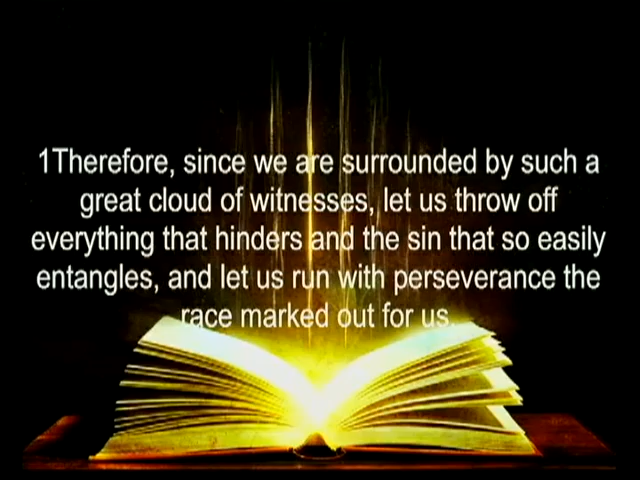 1Therefore, since we are surrounded by such a
great cloud of witnesses, let us throw off
everything that hinders and the sin that so easily
entangles, and let us run with perseverance the
race marked out for us.